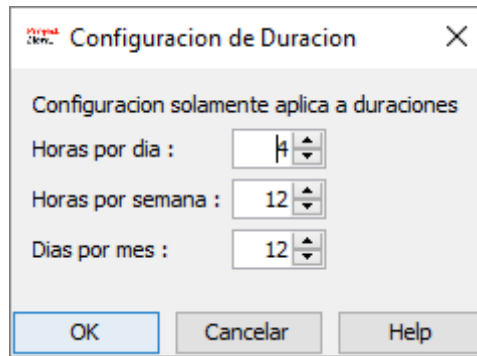 Configuracion de Duracion
Configuracion solamente aplica a duraciones
Horas por dia : 4
Horas por semana : 12
Dias por mes : 12
OK Cancelar Help